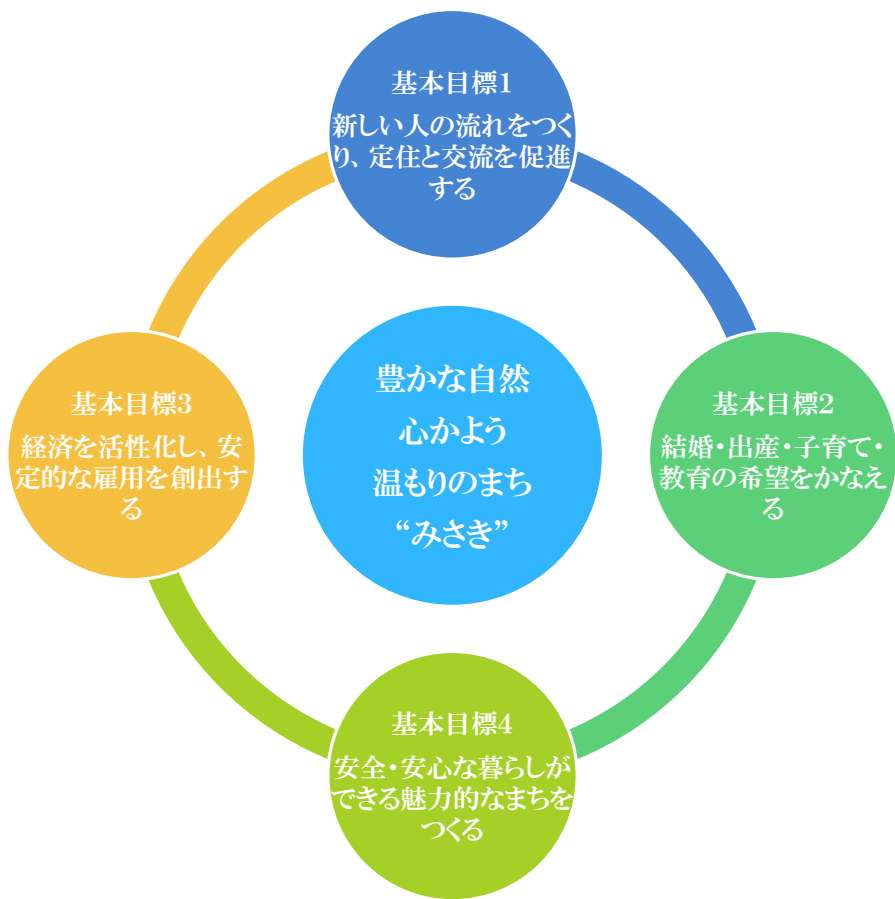 基本目標1
新しい人の流れをつく
り、定住と交流を促進
する
基本目標2
結婚・出産・子育て・
教育の希望をかなえ
る
基本目標3
経済を活性化し、安
定的な雇用を創出す
る
基本目標4
安全・安心な暮らしが
できる魅力的なまちを
つくる
豊かな自然
心かよう
温もりのまち
“みさき”